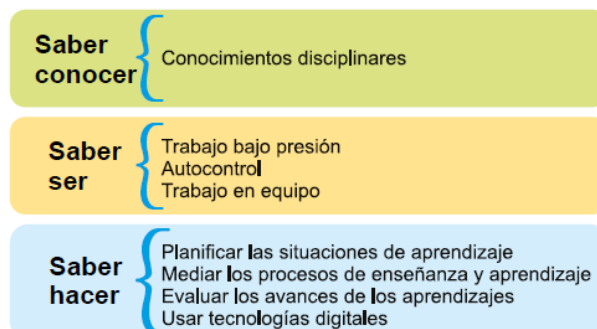 Saber
conocer
Conocimientos disciplinares
Saber
ser
Trabajo bajo presión
Autocontrol
Trabajo en equipo
Saber
hacer
Planificar las situaciones de aprendizaje
Mediar los procesos de enseñanza y aprendizaje
Evaluar los avances de los aprendizajes
Usar tecnologías digitales